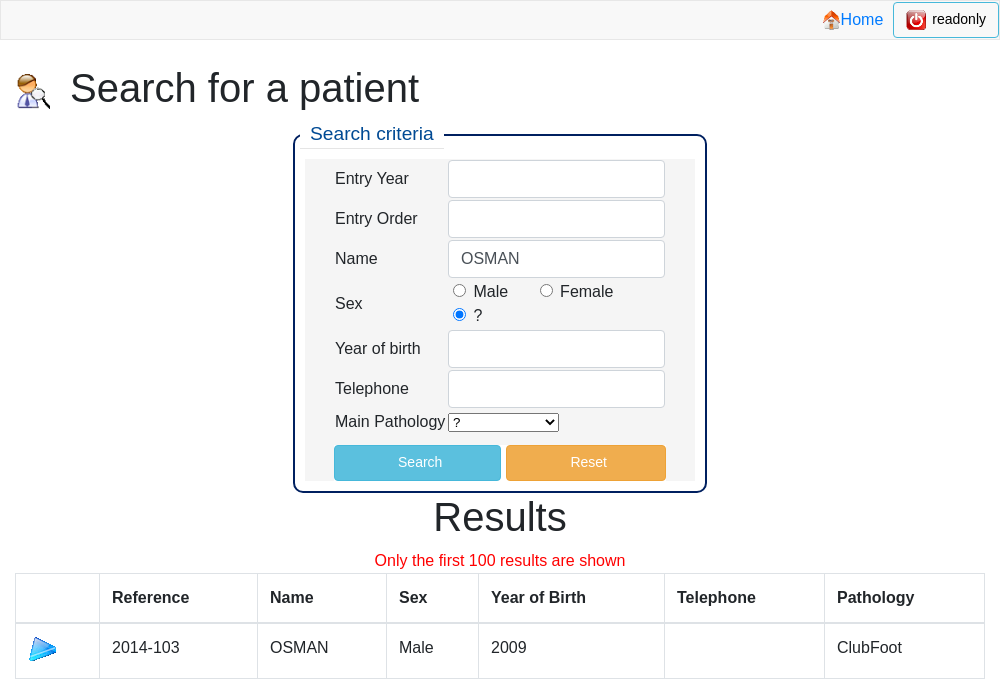 Home readonly
Search for a patient
Search criteria
Entry Year
Entry Order
Name OSMAN
Sex Male Female
?
Year of birth
Telephone
Main Pathology ?
Search Reset
Results
Only the first 100 results are shown
Reference Name Sex Year of Birth Telephone Pathology
2014-103 OSMAN Male 2009 ClubFoot